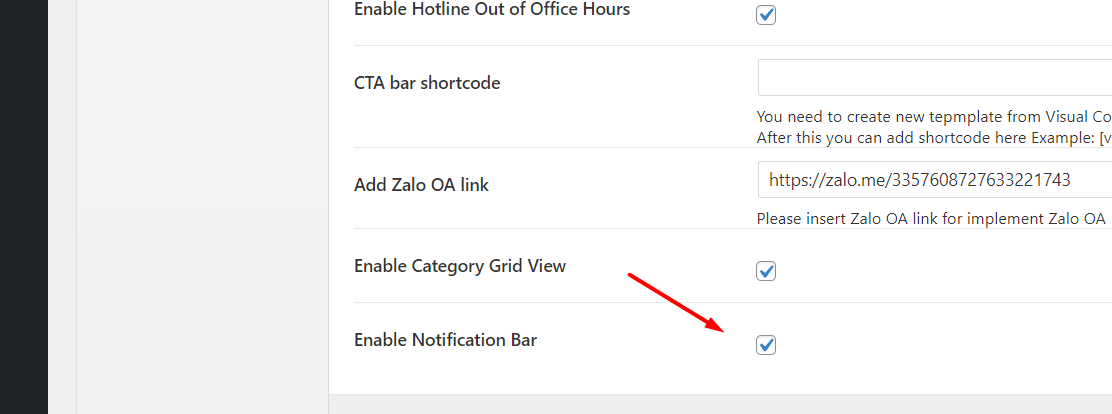 Enable Hotline Out of Office Hours
CTA bar shortcode
You need to create new tepmplate from Visual Co
After this you can add shortcode here Example: [v
Add Zalo OA link
https://zalo.me/3357608727633221743
Please insert Zalo OA link for implement Zalo OA
Enable Category Grid View
Enable Notification Bar